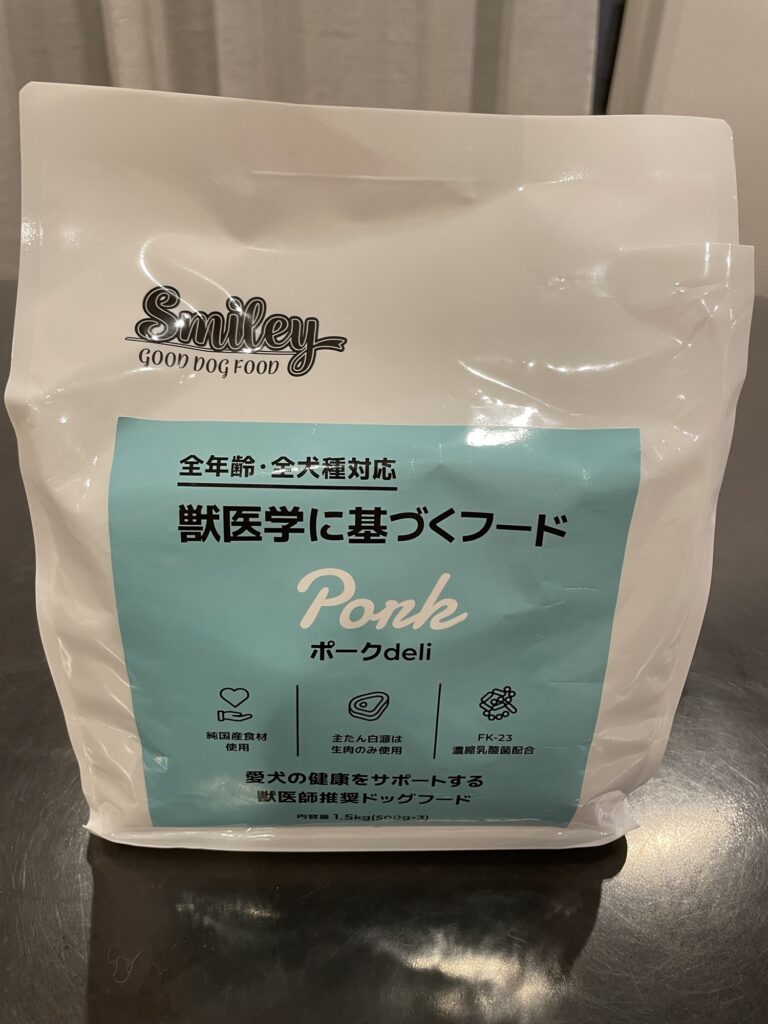 Smiley
GOOD DOG FOOD
全年齢・全犬種対応
獣医学に基づくフード
Pork
ポークdeli
純国産食材
使用
主たん白源は
生肉のみ使用
FK-23
濃縮乳酸菌配合
愛犬の健康をサポートする
獣医師推奨ドッグフード
内容量 1.5kg(500g×3)